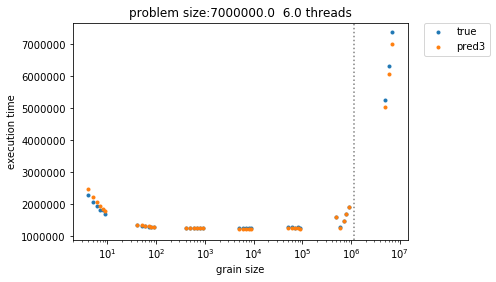 problem size:7000000.0  6.0 threads
true
pred3
7000000
6000000
5000000
4000000
3000000
2000000
1000000
execution time
10^1
10^2
10^3
10^4
10^5
10^6
10^7
grain size